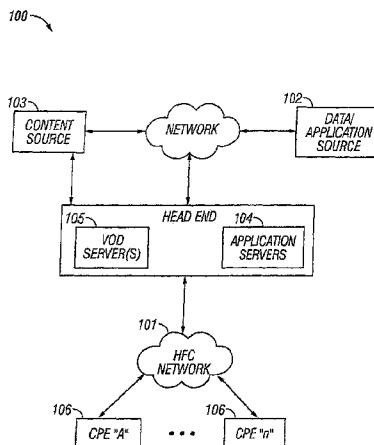 100
103
CONTENT
SOURCE
NETWORK
102
DATA/
APPLICATION
SOURCE
HEAD END
105
VOD
SERVER(S)
104
APPLICATION
SERVERS
101
HFC
NETWORK
106
CPE "A"
• • •
106
CPE "n"